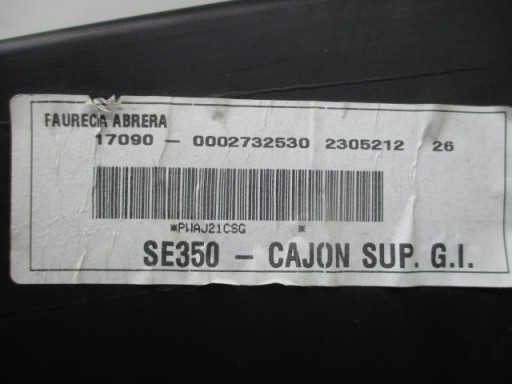 FAURECIA ABRERA
17090 - 0002732530 2305212 26
*PWAJ21CSG *
SE350 - CAJON SUP. G.I.